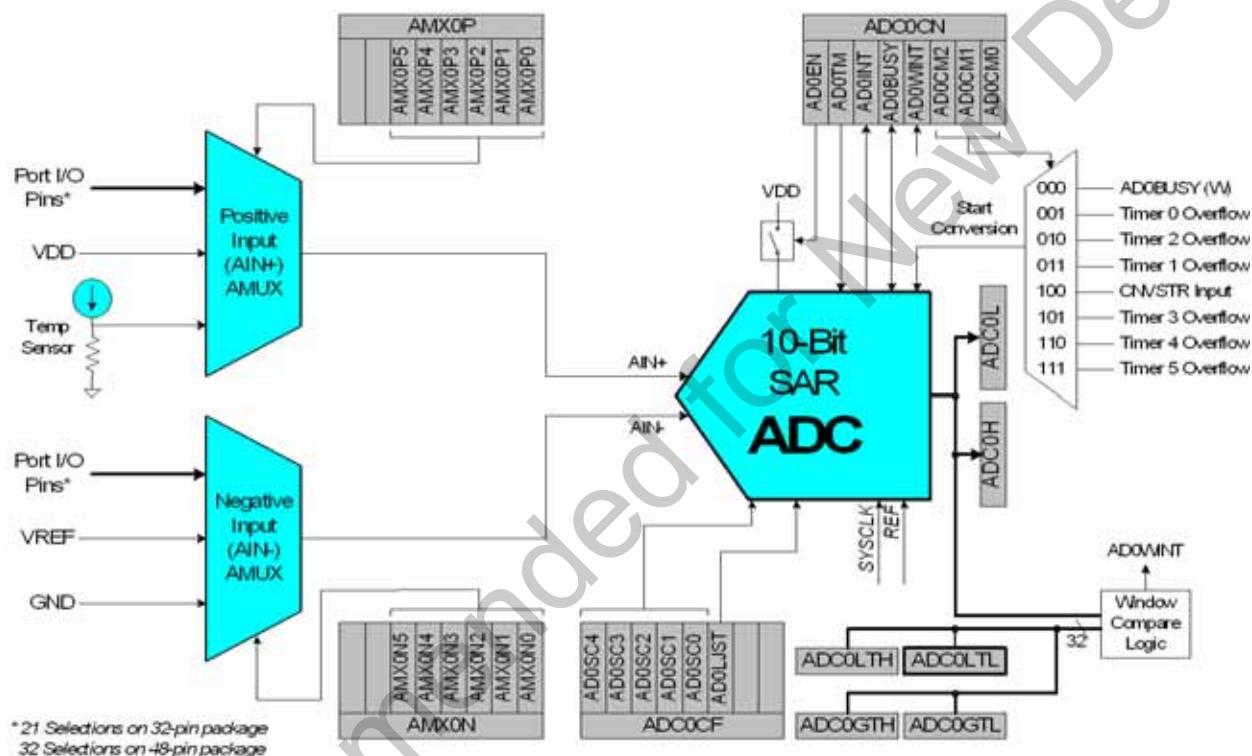 AMX0P
AMX0P5
AMX0P4
AMX0P3
AMX0P2
AMX0P1
AMX0P0
ADC0CN
AD0EN
AD0TM
AD0INT
AD0BUSY
AD0WINT
AD0CM2
AD0CM1
AD0CM0
Port I/O
Pins*
VDD
Temp
Sensor
Positive
Input
(AIN+)
AMUX
VDD
Start
Conversion
000
AD0BUSY (W)
001
Timer 0 Overflow
010
Timer 2 Overflow
011
Timer 1 Overflow
100
CNVSTR Input
101
Timer 3 Overflow
110
Timer 4 Overflow
111
Timer 5 Overflow
AIN+
AIN-
10-Bit
SAR
ADC
ADC0L
ADC0H
Port I/O
Pins*
VREF
GND
Negative
Input
(AIN-)
AMUX
SYSCLK
REF
AD0WINT
Window
Compare
Logic
32
AMX0N5
AMX0N4
AMX0N3
AMX0N2
AMX0N1
AMX0N0
AMX0N
AD0SC4
AD0SC3
AD0SC2
AD0SC1
AD0SC0
AD0LJST
ADC0CF
ADC0LTH
ADC0LTL
ADC0GTH
ADC0GTL
* 21 Selections on 32-pin package
32 Selections on 48-pin package
mended for New De